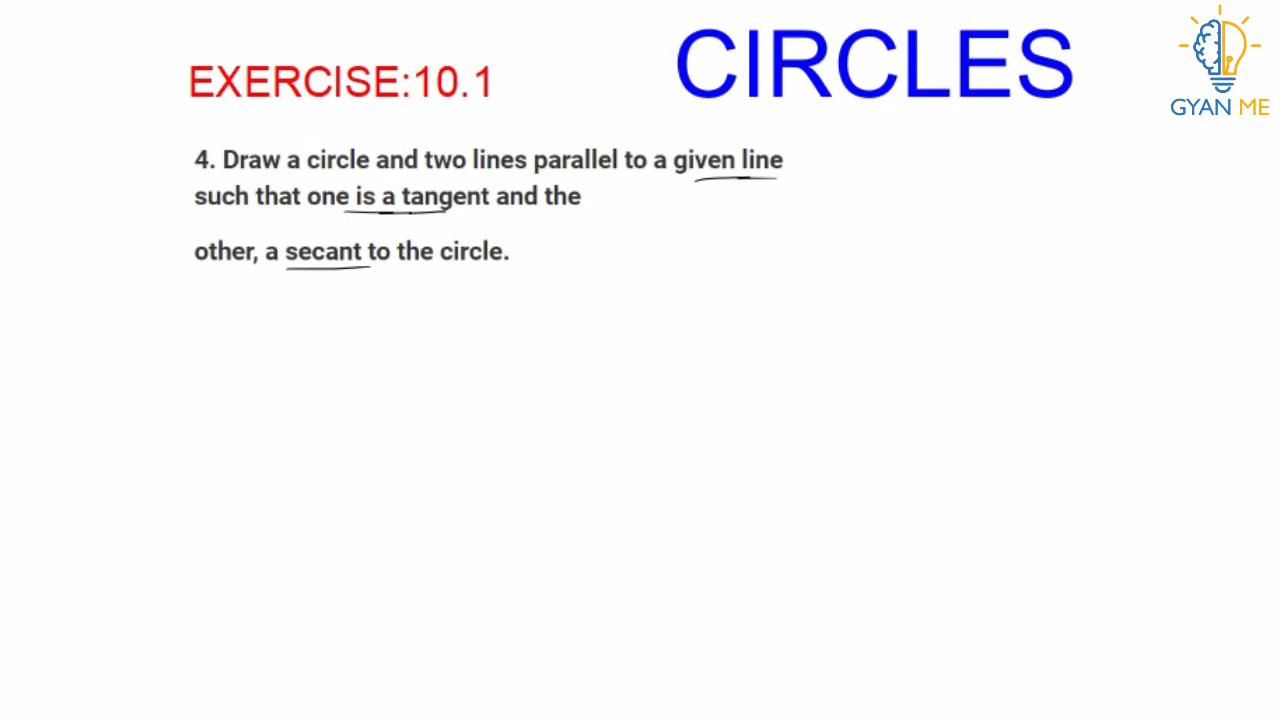 CIRCLES
EXERCISE:10.1
GYAN ME
4. Draw a circle and two lines parallel to a given line
such that one is a tangent and the
other, a secant to the circle.